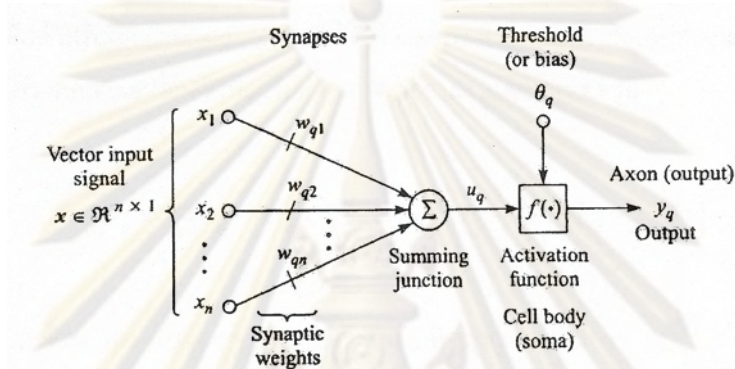 Synapses
Threshold
(or bias)
θq
x1
wq1
Vector input
signal
x ∈ ℜ n × 1
x2
wq2
Σ
uq
f(·)
Axon (output)
yq
Output
wqn
Summing
junction
Activation
function
xn
Synaptic
weights
Cell body
(soma)